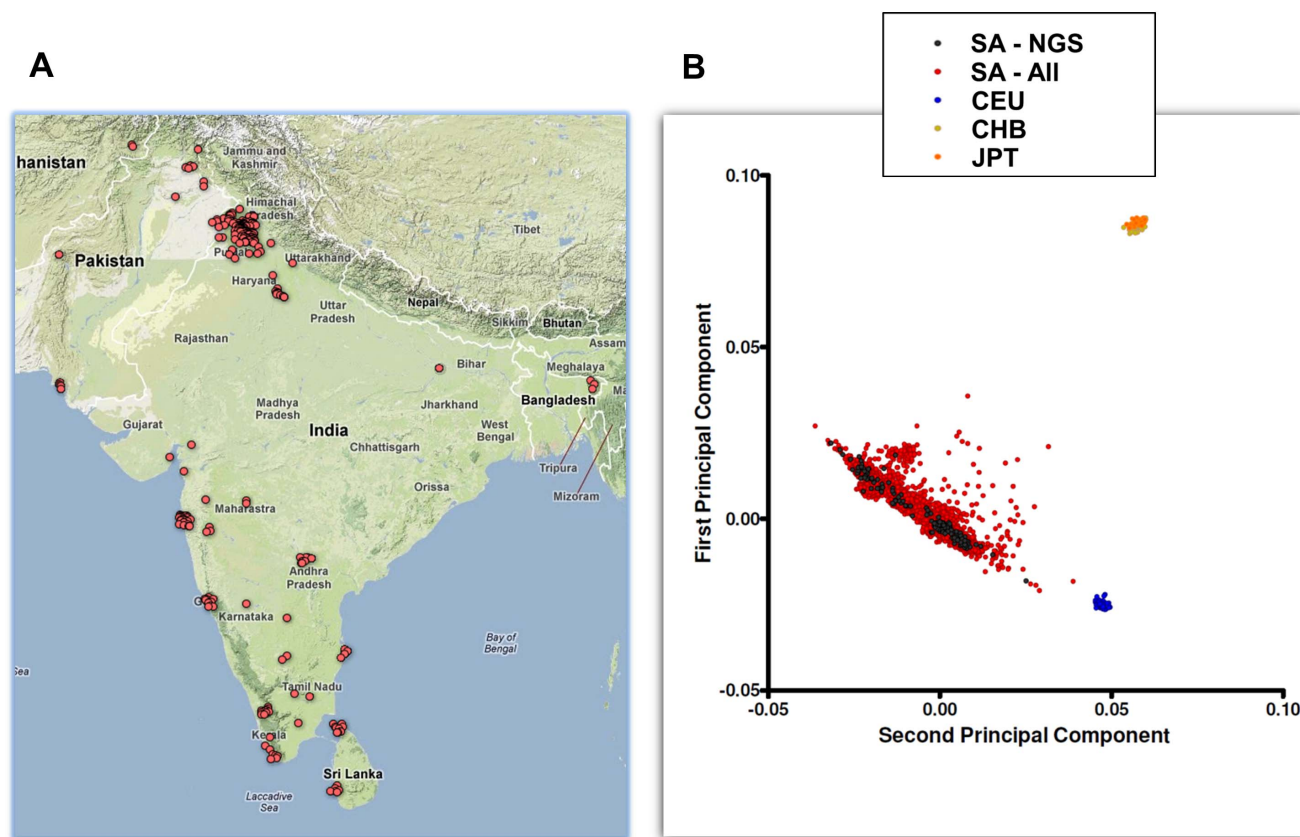 A
hanistan
Jammu and
Kashmir
Himachal
Pradesh
Tibet
Pakistan
Uttarakhand
Haryana
Nepal
Uttar
Pradesh
Sikkim
Bhutan
Assam
Rajasthan
Bihar
Meghalaya
Bangladesh
Madhya
Pradesh
Jharkhand
Gujarat
India
West
Bengal
Chhattisgarh
Tripura
Orissa
Mizoram
Maharastra
Andhra
Pradesh
Karnataka
Bay of
Bengal
Sea
Tamil Nadu
Kerala
Sri Lanka
Laccadive
Sea
B
SA - NGS
SA - All
CEU
CHB
JPT
First Principal Component
0.10
0.05
0.00
-0.05
-0.05
0.00
0.05
0.10
Second Principal Component